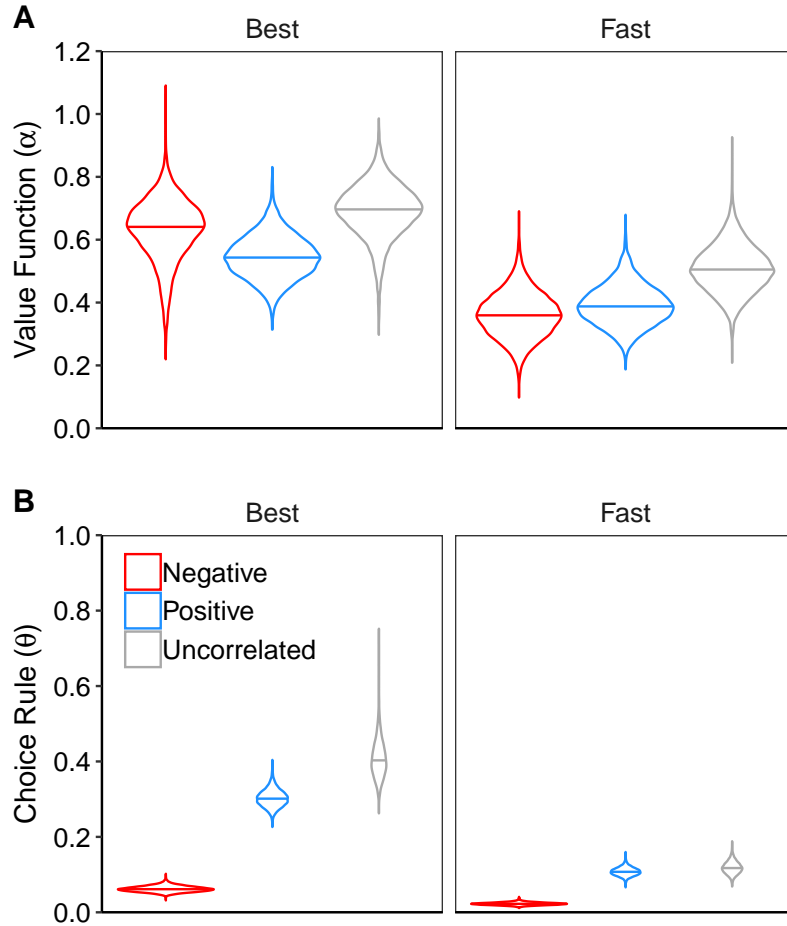 A
Best Fast
Value Function (α)
1.2
1.0
0.8
0.6
0.4
0.2
0.0
B
Best Fast
Choice Rule (θ)
1.0
0.8
0.6
0.4
0.2
0.0
Negative
Positive
Uncorrelated